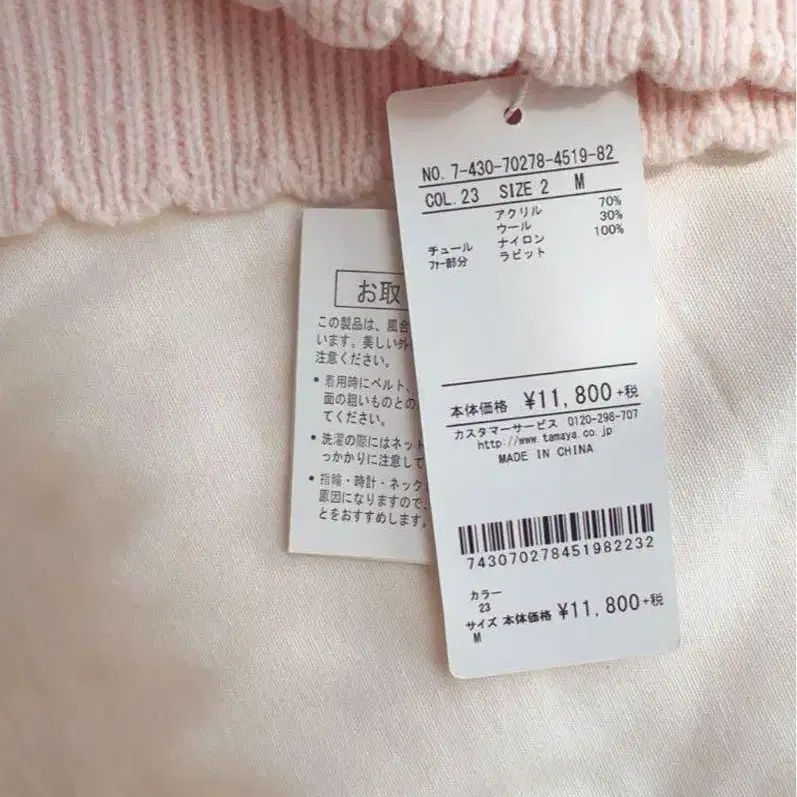 NO. 7-430-70278-4519-82
COL.23 SIZE 2 M
アクリル 70%
ウール 30%
チュール ナイロン 100%
ファー部分 ラビット
本体価格 ¥11,800+税
カスタマーサービス 0120-298-707
http://www.tamaya.co.jp
MADE IN CHINA
743070278451982232
カラー
23
サイズ 本体価格 ¥11,800+税
M
お取
この製品は、風合
います。美しい外
注意ください。
・着用時にベルト、
面の粗いものとの
てください。
・洗濯の際にはネット
っかかりに注意して
・指輪・時計・ネック
原因になりますので、
とをおすすめします。